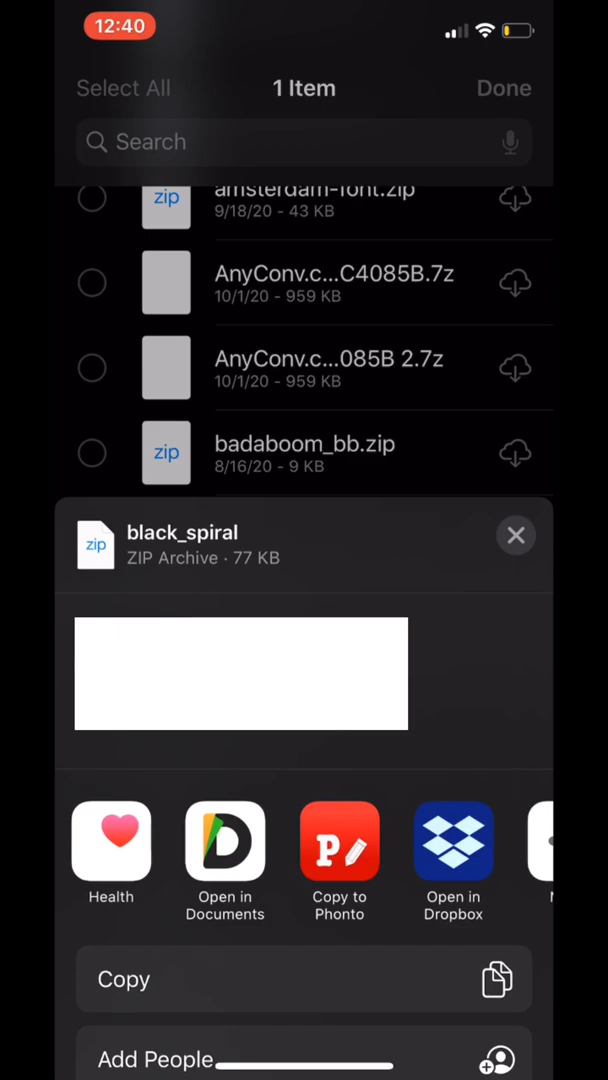 12:40
Select All 1 Item Done
Search
zip amsterdam-font.zip
9/18/20 - 43 KB
AnyConv.c...C4085B.7z
10/1/20 - 959 KB
AnyConv.c...085B 2.7z
10/1/20 - 959 KB
zip badaboom_bb.zip
8/16/20 - 9 KB
zip black_spiral
ZIP Archive · 77 KB
Health
Open in
Documents
Copy to
Phonto
Open in
Dropbox
Copy
Add People